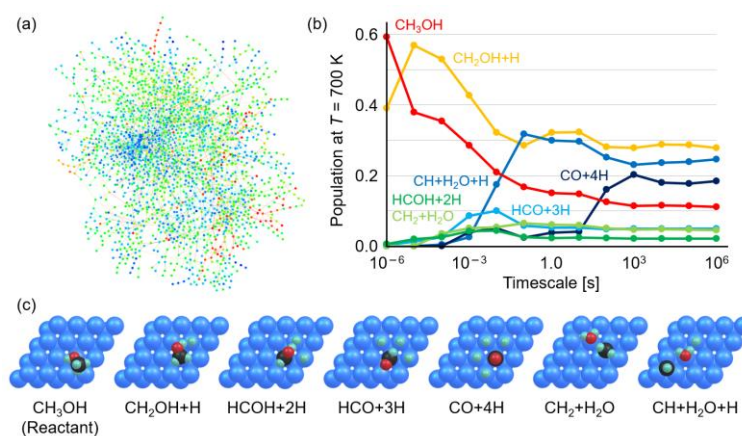 (a)
(b)
Population at T = 700 K
0.6
0.4
0.2
0.0
CH₃OH
CH₂OH+H
CH+H₂O+H
CO+4H
HCOH+2H
HCO+3H
CH₂+H₂O
10⁻⁶
10⁻³
1.0
10³
10⁶
Timescale [s]
(c)
CH₃OH
(Reactant)
CH₂OH+H
HCOH+2H
HCO+3H
CO+4H
CH₂+H₂O
CH+H₂O+H